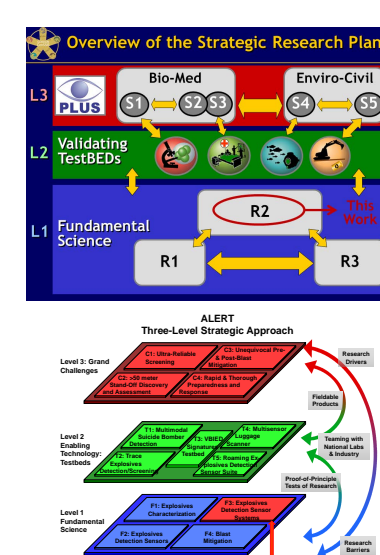 Overview of the Strategic Research Plan
L3
PLUS
Bio-Med
Enviro-Civil
S1
S2
S3
S4
S5
L2
Validating
TestBEDs
L1
Fundamental
Science
R2
This
Work
R1
R3
ALERT
Three-Level Strategic Approach
Level 3: Grand
Challenges
C1: Ultra-Reliable
Screening
C3: Unequivocal Pre-
& Post-Blast
Mitigation
C2: >50 meter
Stand-Off Discovery
and Assessment
C4: Rapid & Thorough
Preparedness and
Response
Research
Drivers
Fieldable
Products
Level 2
Enabling
Technology:
Testbeds
T1: Multimodal
Suicide Bomber
Detection
T3: VBIED
Signature
Testbed
T4: Multisensor
Luggage
Scanner
T2: Trace
Explosives
Detection/Screening
T5: Roaming Ex-
plosives Detection
Sensor Suite
Teaming with
National Labs
& Industry
Proof-of-Principle
Tests of Research
Level 1
Fundamental
Science
F1: Explosives
Characterization
F3: Explosives
Detection Sensor
Systems
F2: Explosives
Detection Sensors
F4: Blast
Mitigation
Research
Barriers